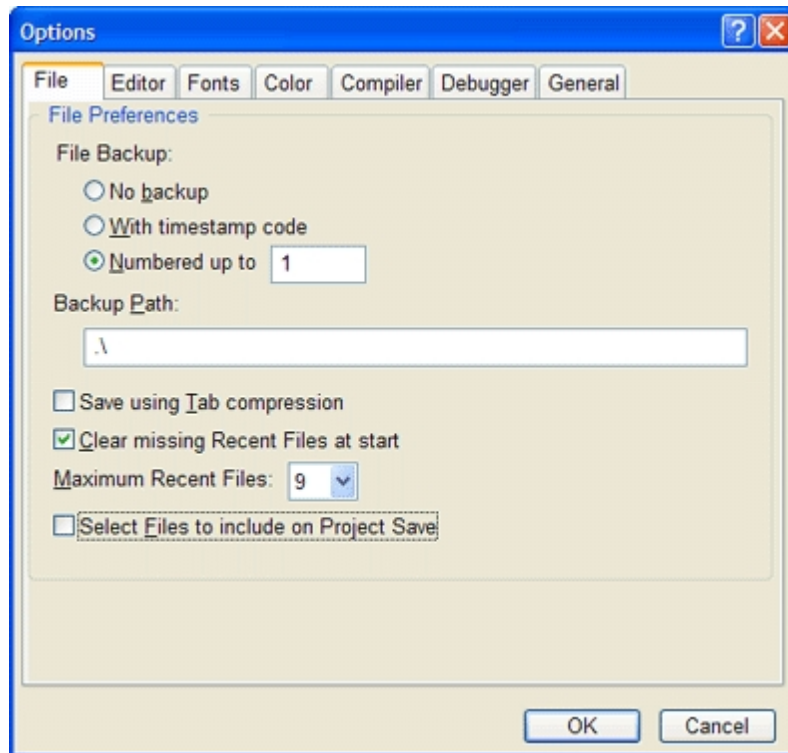 Options
File Editor Fonts Color Compiler Debugger General
File Preferences
File Backup:
No backup
With timestamp code
Numbered up to 1
Backup Path:
.\
Save using Tab compression
Clear missing Recent Files at start
Maximum Recent Files: 9
Select Files to include on Project Save
OK Cancel